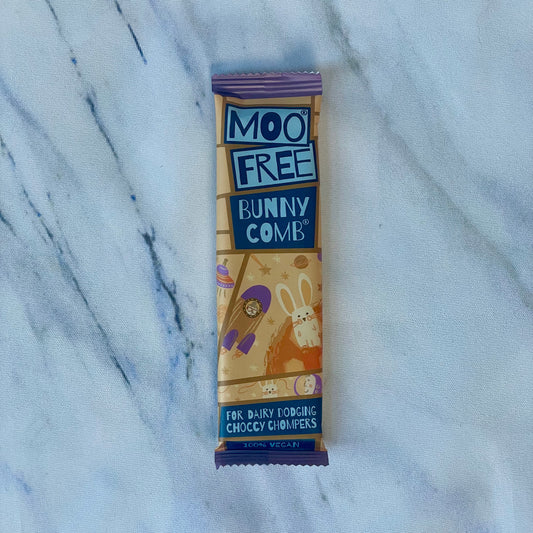 MOO®
FREE
BUNNY
COMB®
FOR DAIRY DODGING
CHOCCY CHOMPERS
100% VEGAN